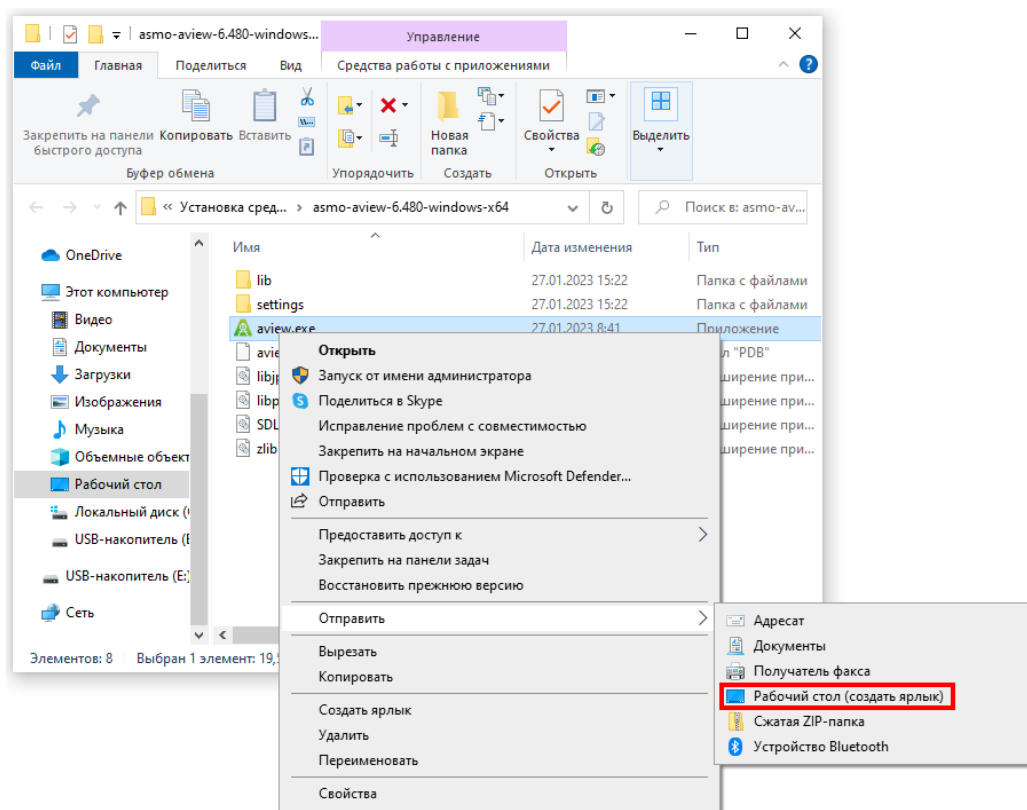 asmo-aview-6.480-windows...
Управление
Файл
Главная
Поделиться
Вид
Средства работы с приложениями
Закрепить на панели
быстрого доступа
Копировать
Вставить
Новая
папка
Свойства
Выделить
Буфер обмена
Упорядочить
Создать
Открыть
« Установка сред... › asmo-aview-6.480-windows-x64
Поиск в: asmo-av...
Имя
Дата изменения
Тип
OneDrive
Этот компьютер
Видео
Документы
Загрузки
Изображения
Музыка
Объемные объект
Рабочий стол
Локальный диск (
USB-накопитель (
USB-накопитель (E:)
Сеть
lib 27.01.2023 15:22 Папка с файлами
settings 27.01.2023 15:22 Папка с файлами
aview.exe 27.01.2023 8:41 Приложение
avie л "PDB"
libj ширение при...
libp ширение при...
SDL ширение при...
zlib ширение при...
Элементов: 8
Выбран 1 элемент: 19,
Открыть
Запуск от имени администратора
Поделиться в Skype
Исправление проблем с совместимостью
Закрепить на начальном экране
Проверка с использованием Microsoft Defender...
Отправить
Предоставить доступ к
Закрепить на панели задач
Восстановить прежнюю версию
Отправить
Вырезать
Копировать
Создать ярлык
Удалить
Переименовать
Свойства
Адресат
Документы
Получатель факса
Рабочий стол (создать ярлык)
Сжатая ZIP-папка
Устройство Bluetooth